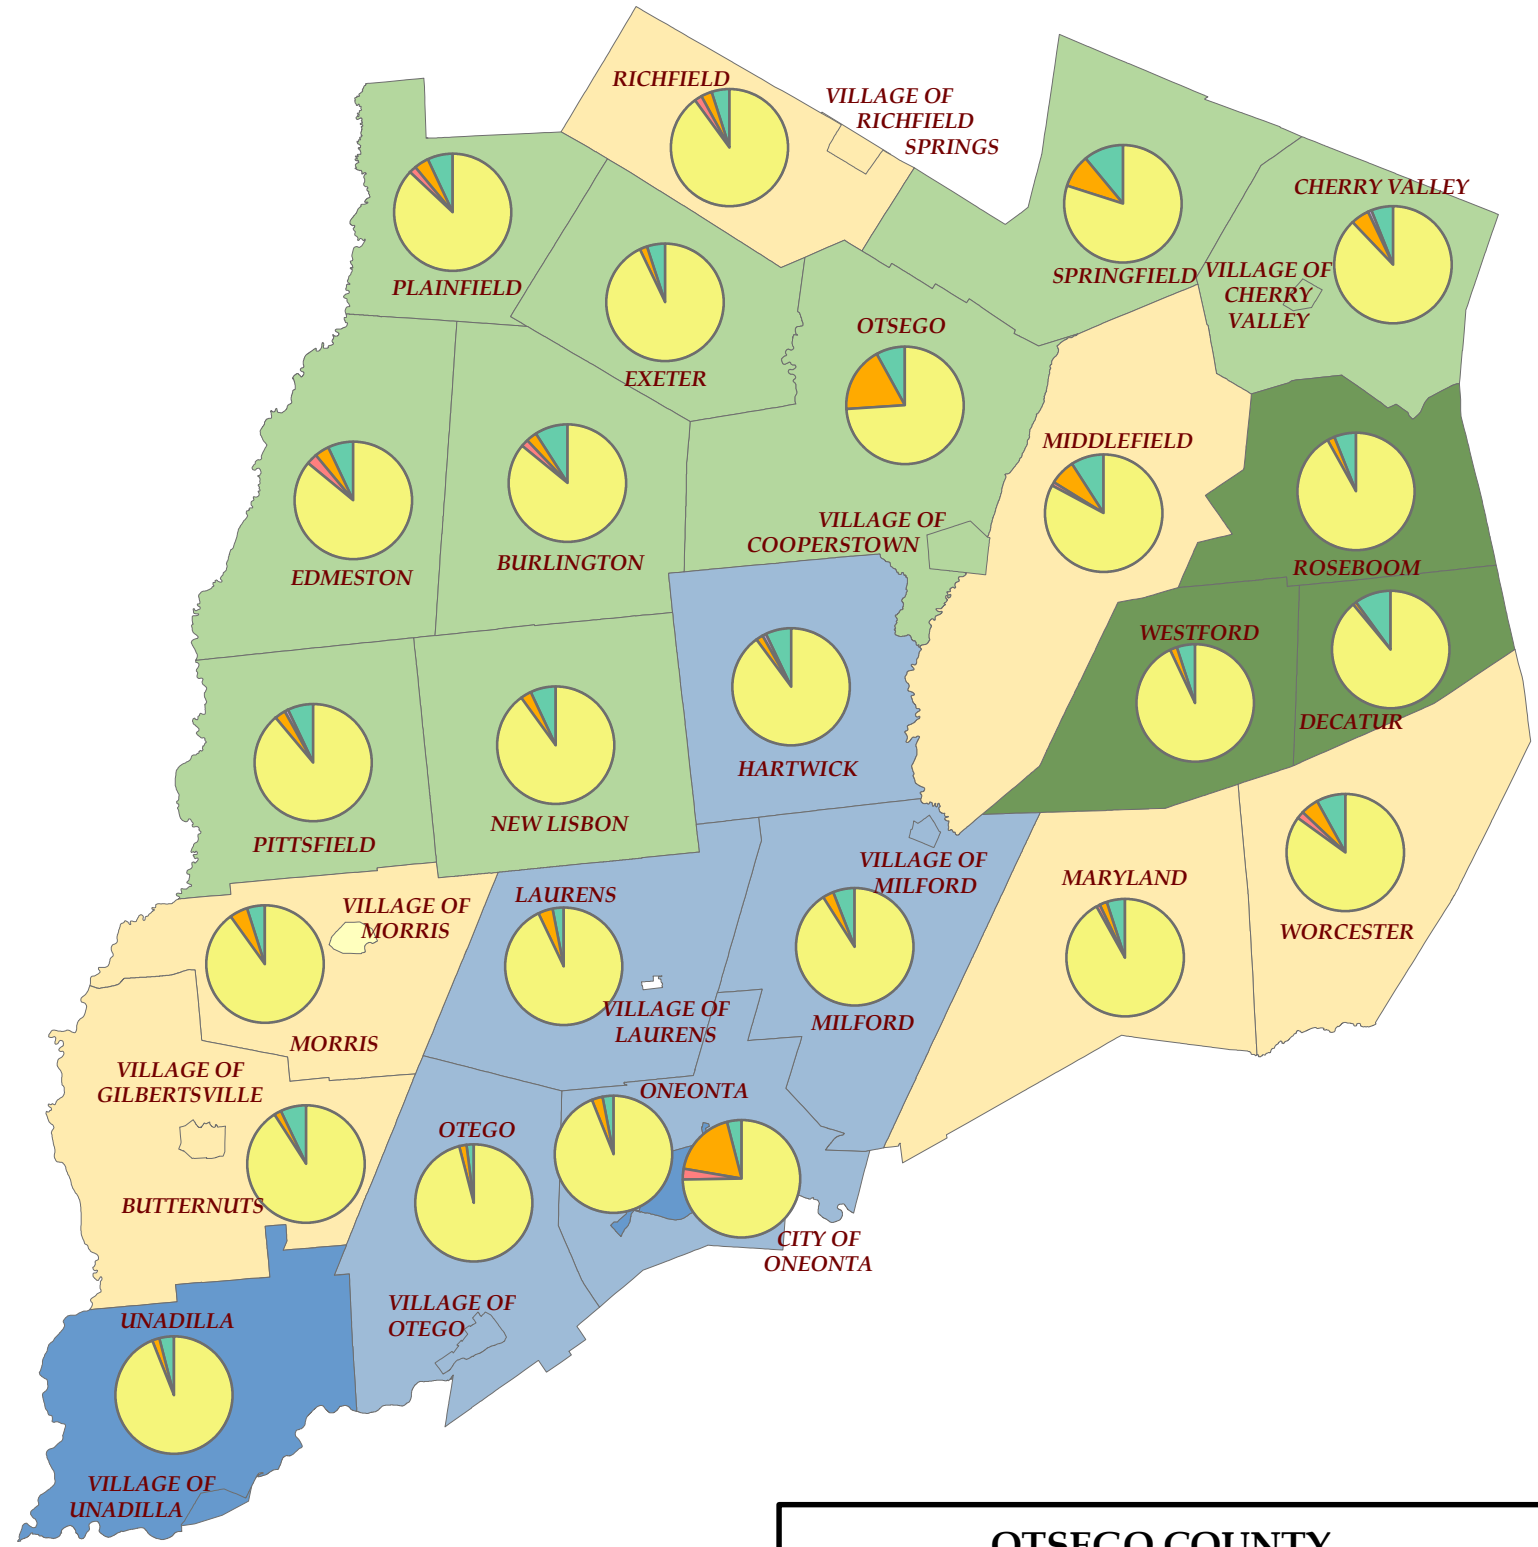 RICHFIELD
VILLAGE OF
RICHFIELD
SPRINGS
CHERRY VALLEY
PLAINFIELD
SPRINGFIELD
VILLAGE OF
CHERRY
VALLEY
OTSEGO
EXETER
MIDDLEFIELD
VILLAGE OF
COOPERSTOWN
BURLINGTON
EDMESTON
ROSEBOOM
WESTFORD
DECATUR
HARTWICK
NEW LISBON
PITTSFIELD
VILLAGE OF
MILFORD
MARYLAND
LAURENS
VILLAGE OF
MORRIS
WORCESTER
VILLAGE OF
LAURENS
MILFORD
MORRIS
VILLAGE OF
GILBERTSVILLE
ONEONTA
OTEGO
BUTTERNUTS
CITY OF
ONEONTA
VILLAGE OF
OTEGO
UNADILLA
VILLAGE OF
UNADILLA
OTSEGO COUNTY